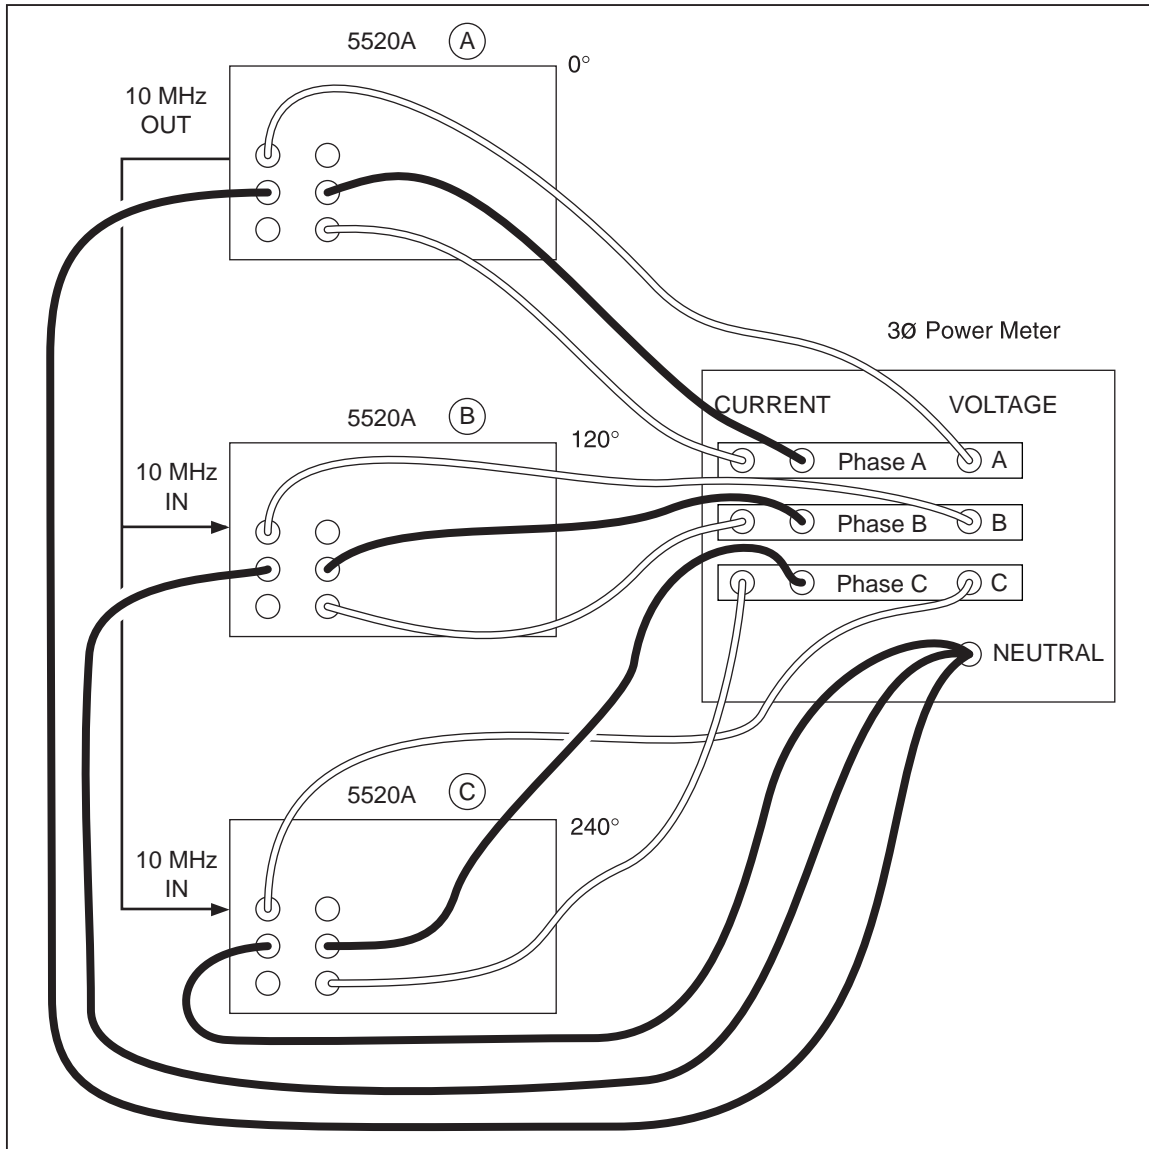 5520A A
0°
10 MHz
OUT
3Ø Power Meter
CURRENT VOLTAGE
5520A B
120°
10 MHz
IN
Phase A A
Phase B B
Phase C C
NEUTRAL
5520A C
240°
10 MHz
IN